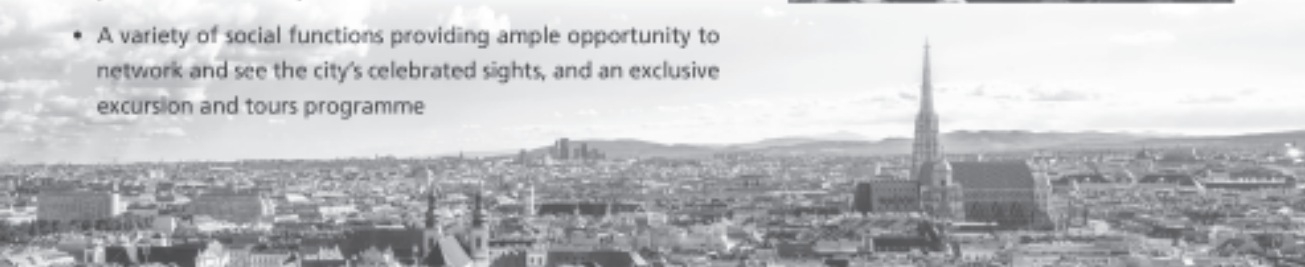 • A variety of social functions providing ample opportunity to
network and see the city's celebrated sights, and an exclusive
excursion and tours programme